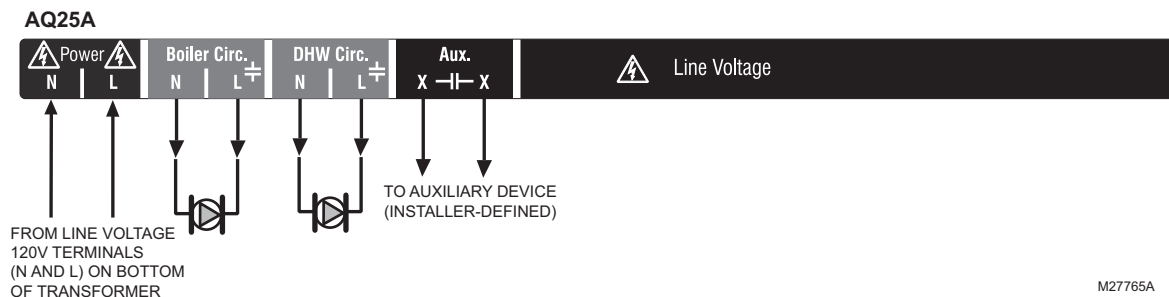 AQ25A
Power
N L
Boiler Circ.
N L
DHW Circ.
N L
Aux.
X X
Line Voltage
TO AUXILIARY DEVICE
(INSTALLER-DEFINED)
FROM LINE VOLTAGE
120V TERMINALS
(N AND L) ON BOTTOM
OF TRANSFORMER
M27765A